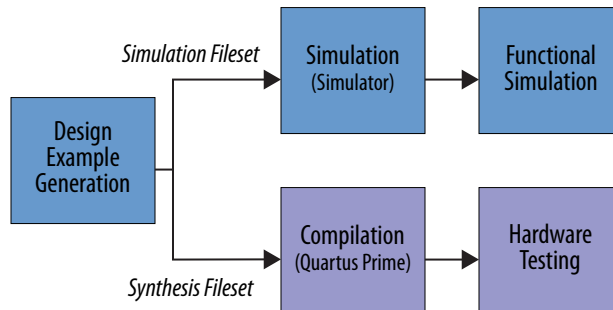 Simulation Fileset
Simulation
(Simulator)
Functional
Simulation
Design
Example
Generation
Compilation
(Quartus Prime)
Hardware
Testing
Synthesis Fileset